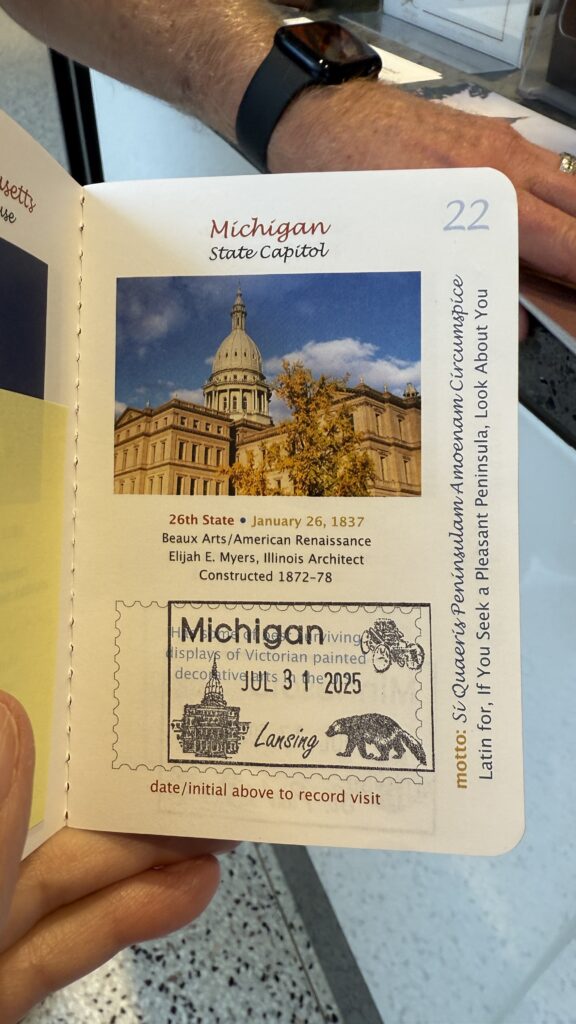 Michigan
State Capitol
22
26th State • January 26, 1837
Beaux Arts/American Renaissance
Elijah E. Myers, Illinois Architect
Constructed 1872–78
Michigan
surviving
displays of Victorian painted
JUL 31 2025
Lansing
date/initial above to record visit
motto: Si Quaeris Peninsulam Amoenam Circumspice
Latin for, If You Seek a Pleasant Peninsula, Look About You